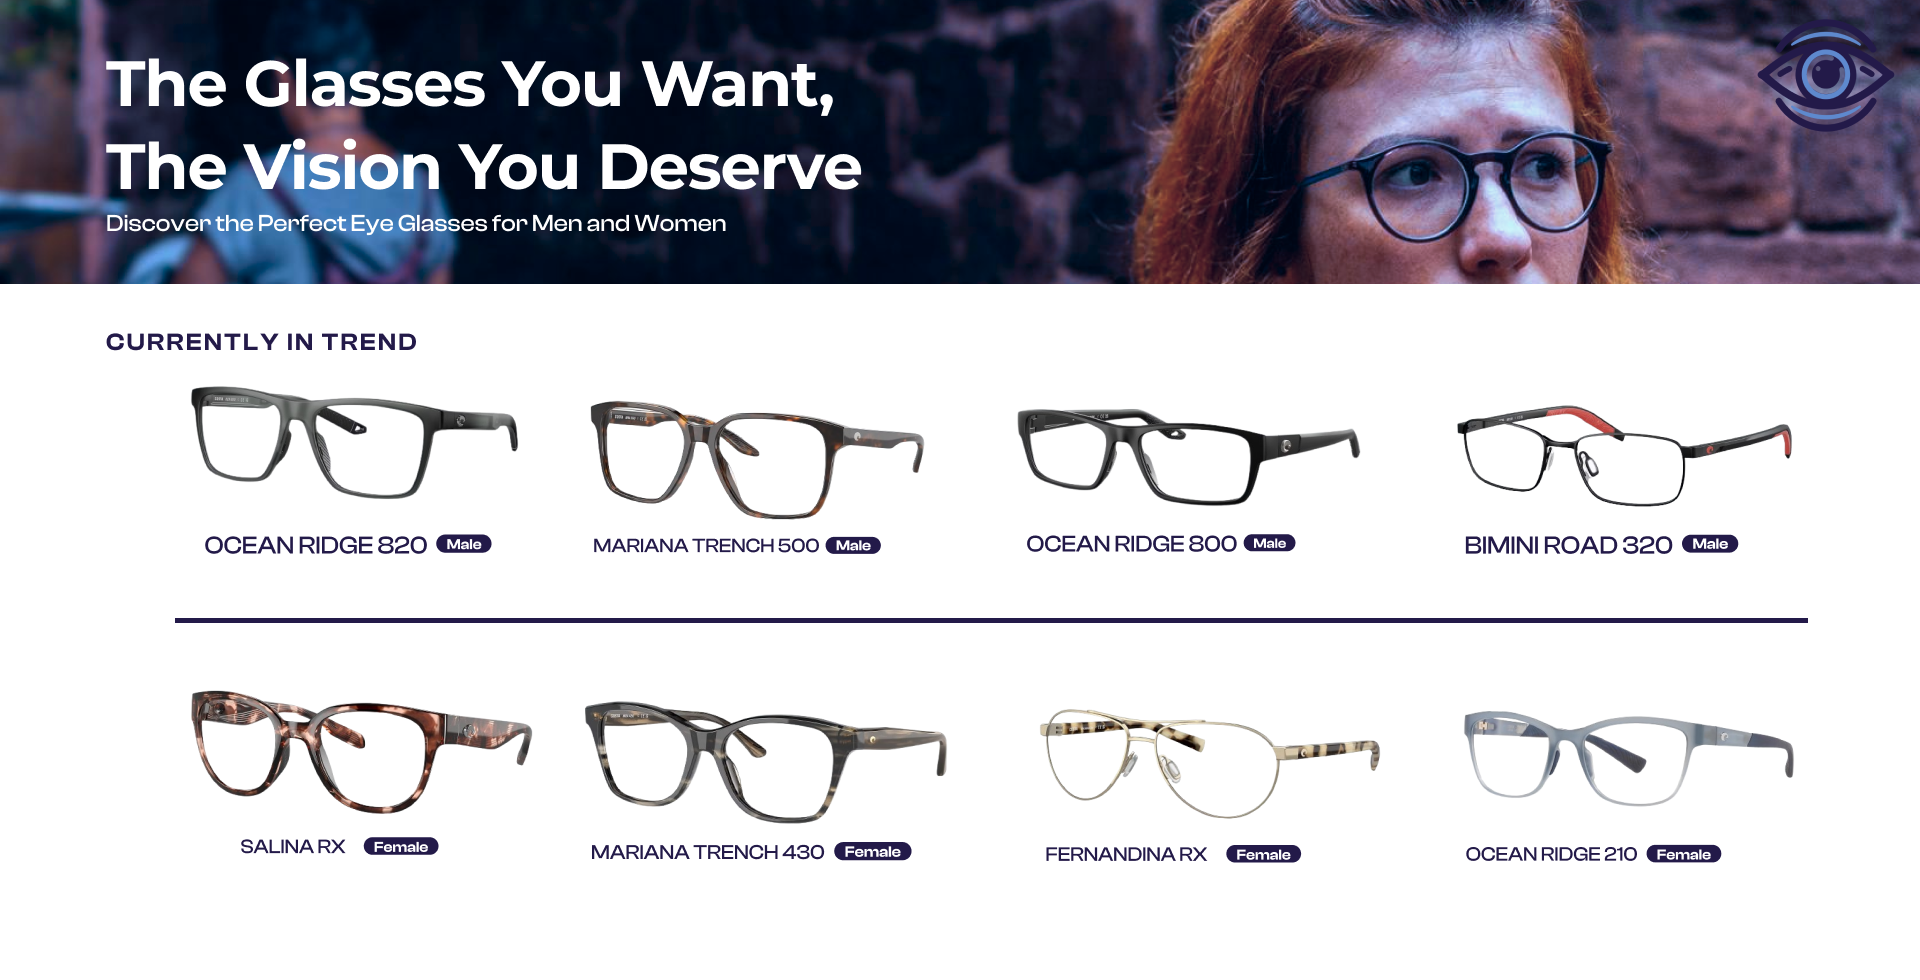 The Glasses You Want,
The Vision You Deserve
Discover the Perfect Eye Glasses for Men and Women
CURRENTLY IN TREND
OCEAN RIDGE 820 Male
MARIANA TRENCH 500 Male
OCEAN RIDGE 800 Male
BIMINI ROAD 320 Male
SALINA RX Female
MARIANA TRENCH 430 Female
FERNANDINA RX Female
OCEAN RIDGE 210 Female